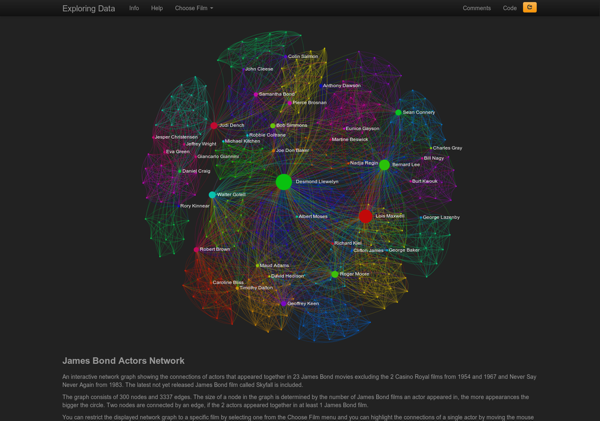 Exploring Data Info Help Choose Film Comments Code
Colin Salmon
John Cleese
Anthony Dawson
Samantha Bond
Pierce Brosnan
Sean Connery
Judi Dench
Bob Simmons
Eunice Gayson
Robbie Coltrane
Jesper Christensen
Martine Beswick
Michael Kitchen
Jeffrey Wright
Charles Gray
Eva Green
Joe Don Baker
Giancarlo Giannini
Bill Nagy
Nadja Regin
Bernard Lee
Daniel Craig
Desmond Llewelyn
Burt Kwouk
Walter Gotell
Rory Kinnear
Albert Moses
Lois Maxwell
George Lazenby
Richard Kiel
Robert Brown
Clifton James
George Baker
Maud Adams
Roger Moore
David Hedison
Caroline Bliss
Timothy Dalton
Geoffrey Keen
James Bond Actors Network
An interactive network graph showing the connections of actors that appeared together in 23 James Bond movies excluding the 2 Casino Royal films from 1954 and 1967 and Never Say
Never Again from 1983. The latest not yet released James Bond film called Skyfall is included.
The graph consists of 300 nodes and 3337 edges. The size of a node in the graph is determined by the number of James Bond films an actor appeared in, the more appearances the
bigger the circle. Two nodes are connected by an edge, if the 2 actors appeared together in at least 1 James Bond film.
You can restrict the displayed network graph to a specific film by selecting one from the Choose Film menu and you can highlight the connections of a single actor by moving the mouse